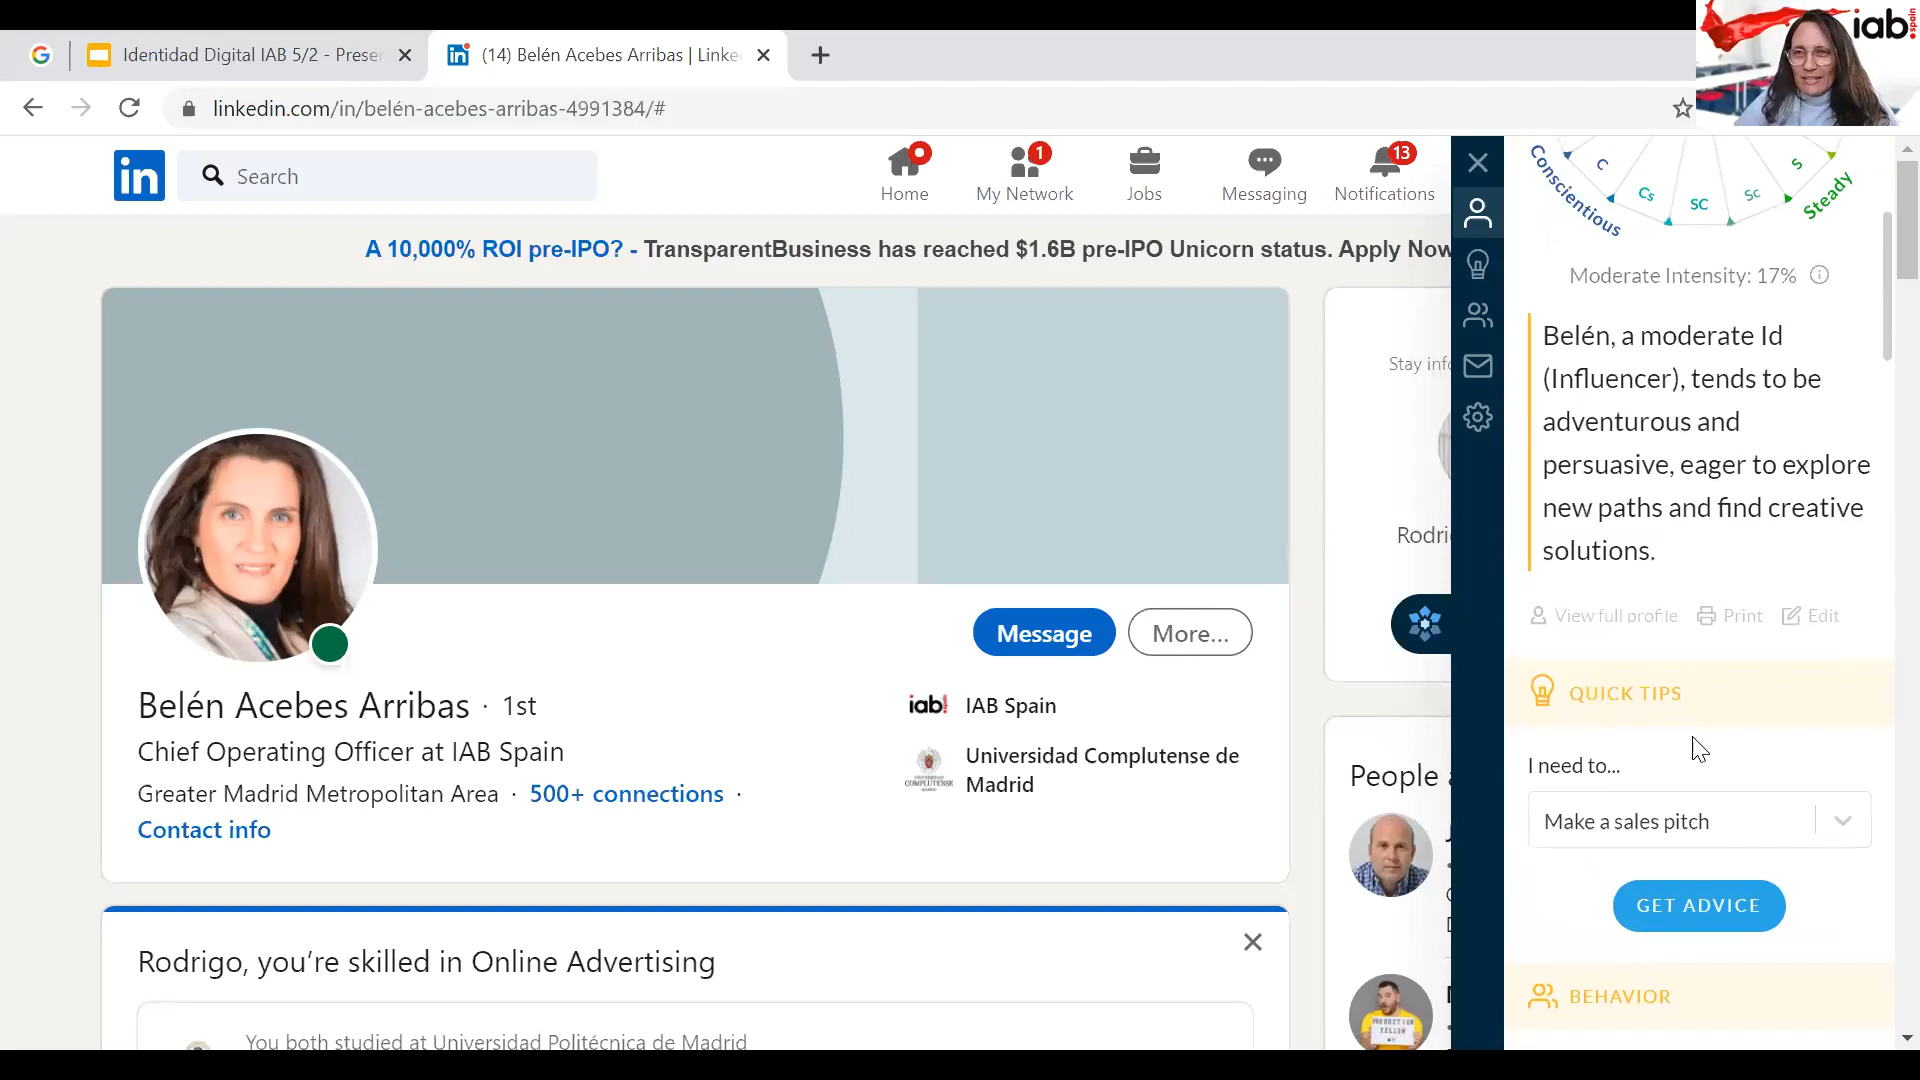 Identidad Digital IAB 5/2 - Prese
(14) Belén Acebes Arribas | Linke
iab spain
linkedin.com/in/belén-acebes-arribas-4991384/#
in
Search
Home
1
My Network
Jobs
Messaging
13
Notifications
A 10,000% ROI pre-IPO? - TransparentBusiness has reached $1.6B pre-IPO Unicorn status. Apply Now
Stay info
Rodri
Message
More...
Belén Acebes Arribas · 1st
Chief Operating Officer at IAB Spain
Greater Madrid Metropolitan Area · 500+ connections ·
Contact info
iab
IAB Spain
Universidad Complutense de
Madrid
People a
Rodrigo, you’re skilled in Online Advertising
You both studied at Universidad Politécnica de Madrid
PRODUCTION
FELLOW
Conscientious
C
Cs
SC
Sc
S
Steady
Moderate Intensity: 17%
Belén, a moderate Id
(Influencer), tends to be
adventurous and
persuasive, eager to explore
new paths and find creative
solutions.
View full profile
Print
Edit
QUICK TIPS
I need to...
Make a sales pitch
GET ADVICE
BEHAVIOR